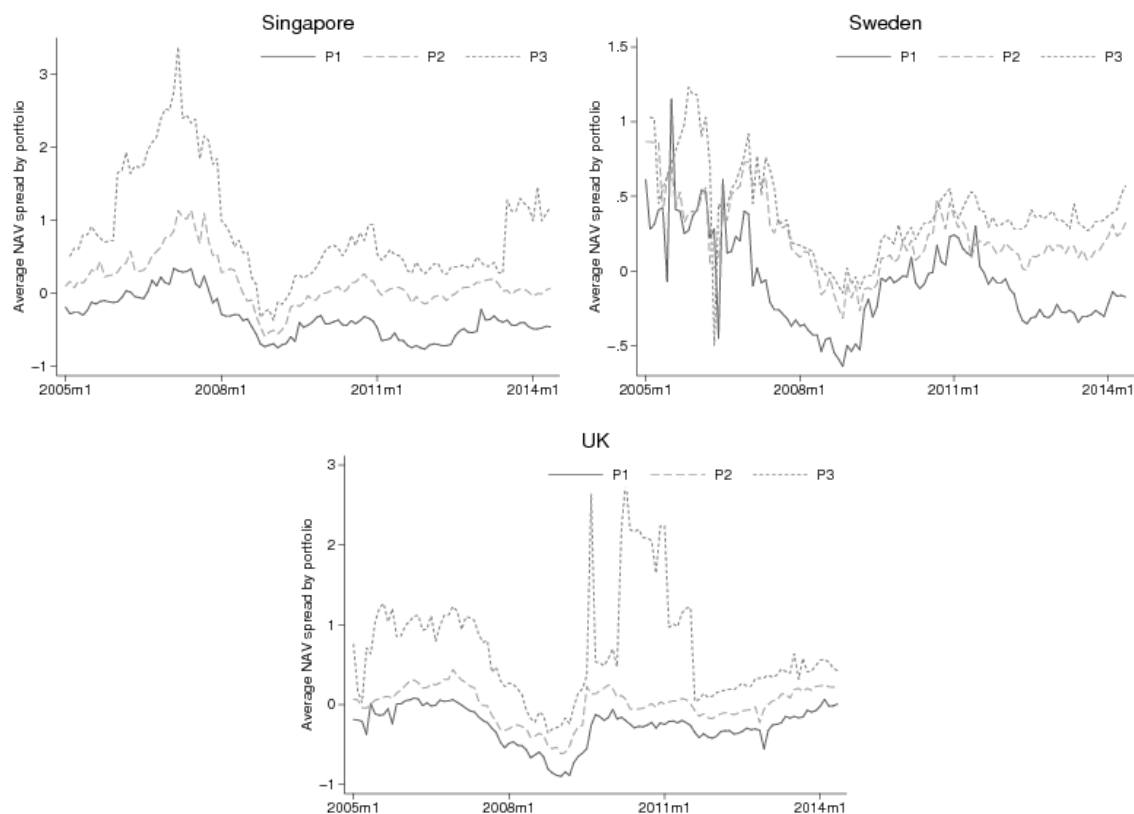 Singapore
P1 P2 P3
Average NAV spread by portfolio
3
2
1
0
−1
2005m1 2008m1 2011m1 2014m1
Sweden
P1 P2 P3
Average NAV spread by portfolio
1.5
1
.5
0
−.5
2005m1 2008m1 2011m1 2014m1
UK
P1 P2 P3
Average NAV spread by portfolio
3
2
1
0
−1
2005m1 2008m1 2011m1 2014m1